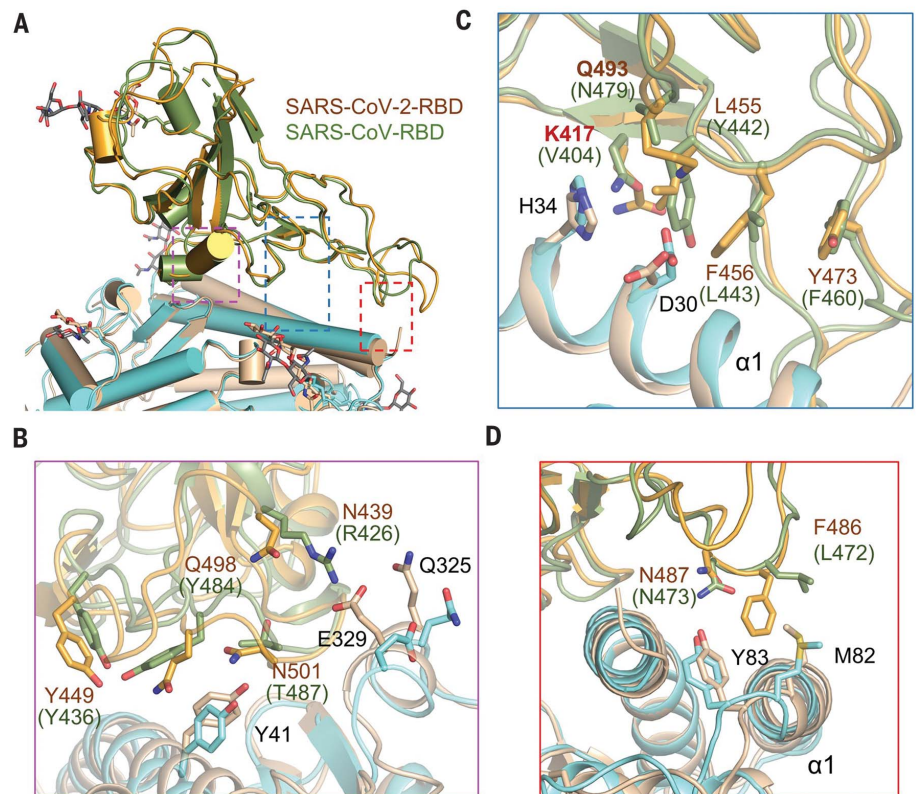 A
SARS-CoV-2-RBD
SARS-CoV-RBD
C
Q493
(N479)
L455
(Y442)
K417
(V404)
H34
F456
(L443)
Y473
(F460)
D30
α1
B
N439
(R426)
Q498
(Y484)
Q325
E329
N501
(T487)
Y449
(Y436)
Y41
D
F486
(L472)
N487
(N473)
Y83
M82
α1